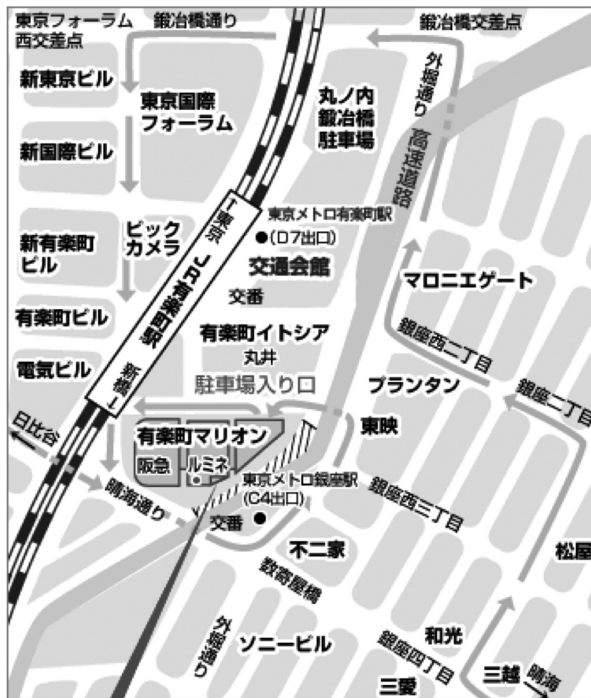 東京フォーラム
西交差点
鍛冶橋通り
鍛冶橋交差点
新東京ビル
東京国際
フォーラム
外堀通り
丸ノ内
鍛冶橋
駐車場
高速道路
新国際ビル
↑東京
JR有楽町駅
新橋↓
東京メトロ有楽町駅
(D7出口)
新有楽町
ビル
ビック
カメラ
交通会館
マロニエゲート
交番
有楽町ビル
有楽町イトシア
丸井
銀座西二丁目
電気ビル
駐車場入り口
プランタン
銀座二丁目
日比谷
有楽町マリオン
東映
阪急
ルミネ
東京メトロ銀座駅
(C4出口)
銀座西三丁目
晴海通り
交番
不二家
松屋
数寄屋橋
外堀通り
ソニービル
和光
銀座四丁目
三越
晴海
三愛